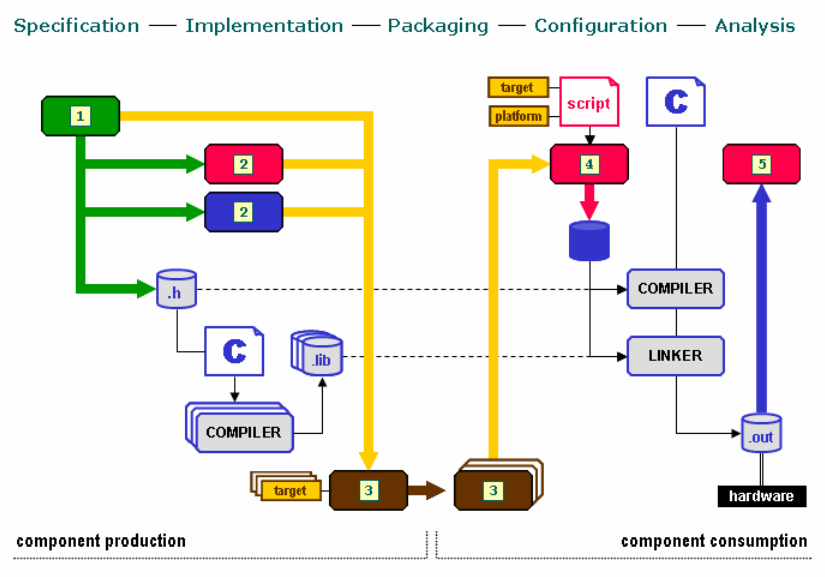 Specification — Implementation — Packaging — Configuration — Analysis
target
script
C
platform
1
2
4
5
2
.h
COMPILER
C
.lib
LINKER
COMPILER
.out
target
3
3
hardware
component production
component consumption